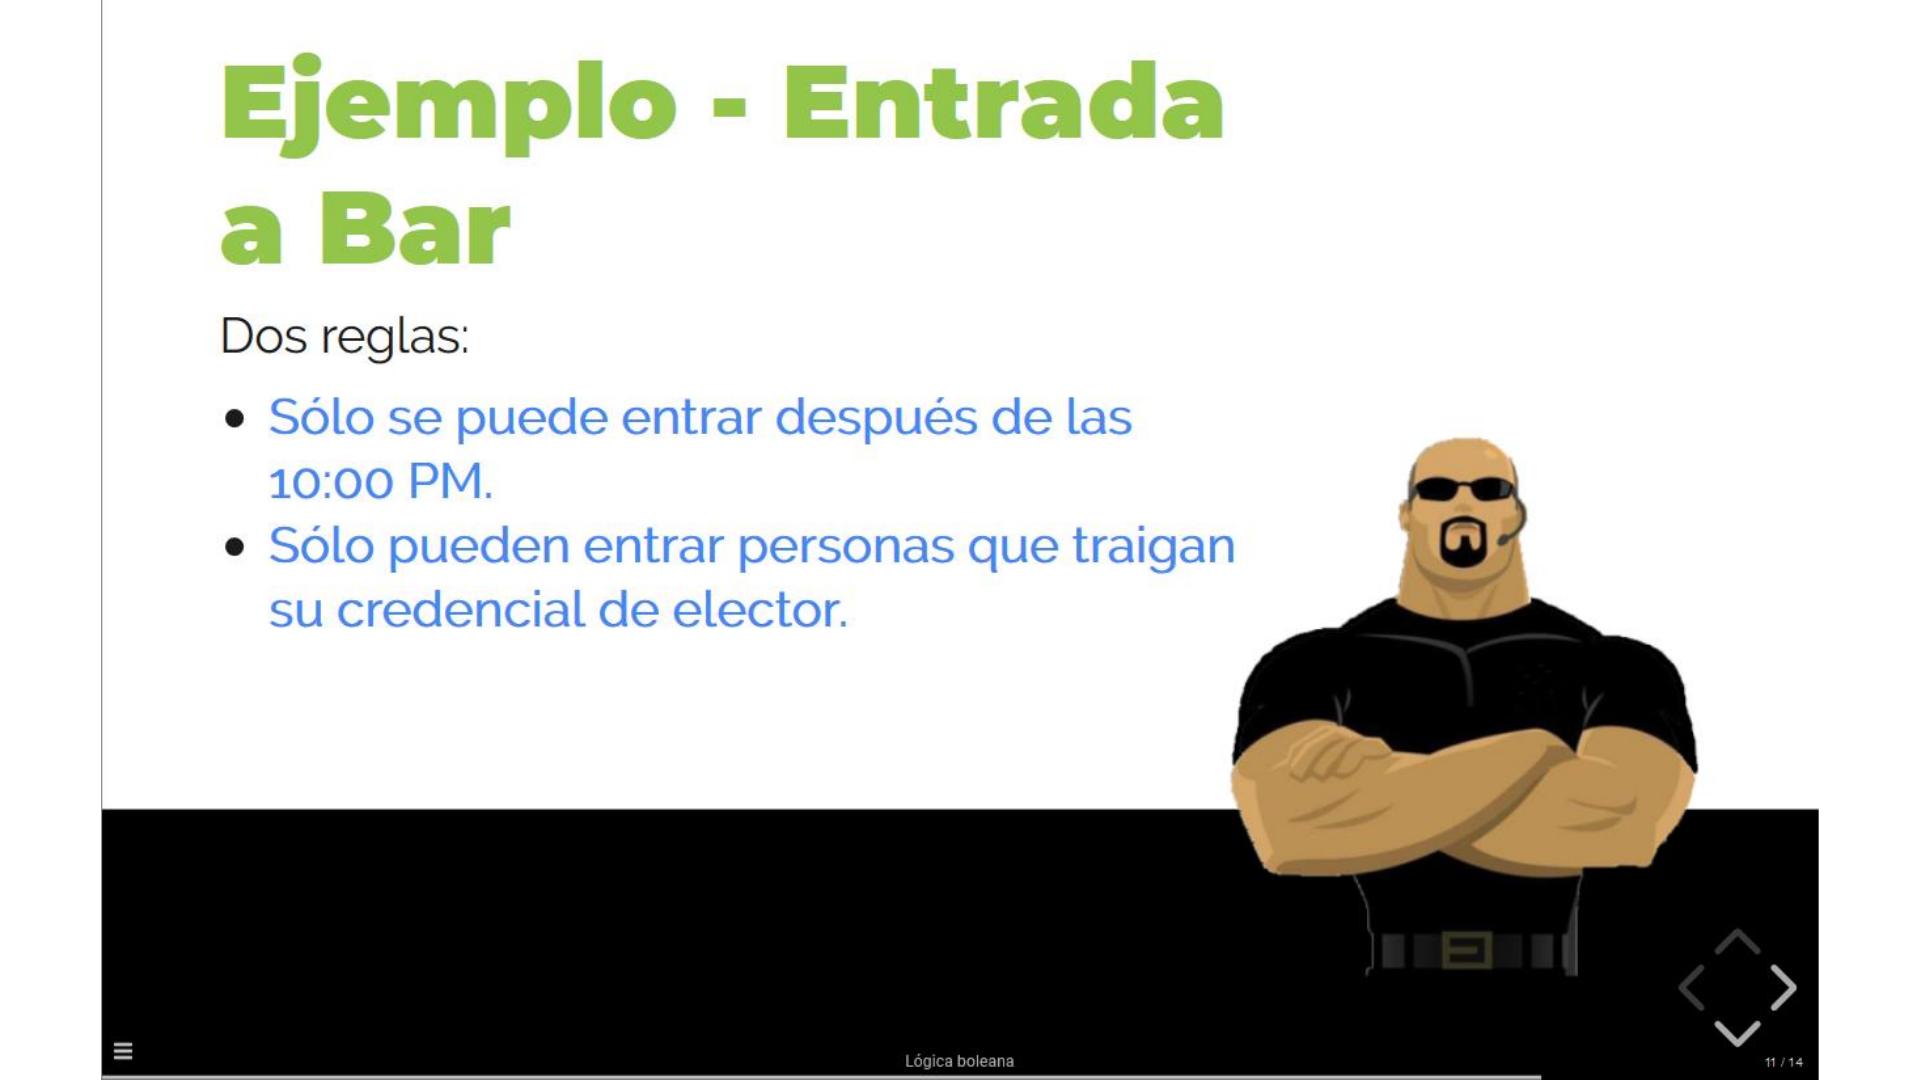 Ejemplo - Entrada
a Bar
Dos reglas:
Sólo se puede entrar después de las
10:00 PM.
Sólo pueden entrar personas que traigan
su credencial de elector.
Lógica boleana
11 / 14